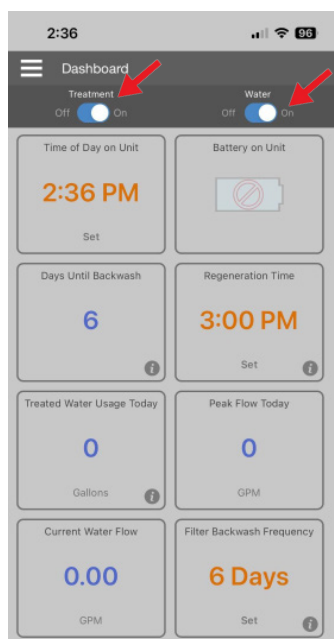 2:36
96
Dashboard
Treatment
Off On
Water
Off On
Time of Day on Unit
2:36 PM
Set
Battery on Unit
Days Until Backwash
6
i
Regeneration Time
3:00 PM
Set
i
Treated Water Usage Today
0
Gallons
i
Peak Flow Today
0
GPM
Current Water Flow
0.00
GPM
Filter Backwash Frequency
6 Days
Set
i